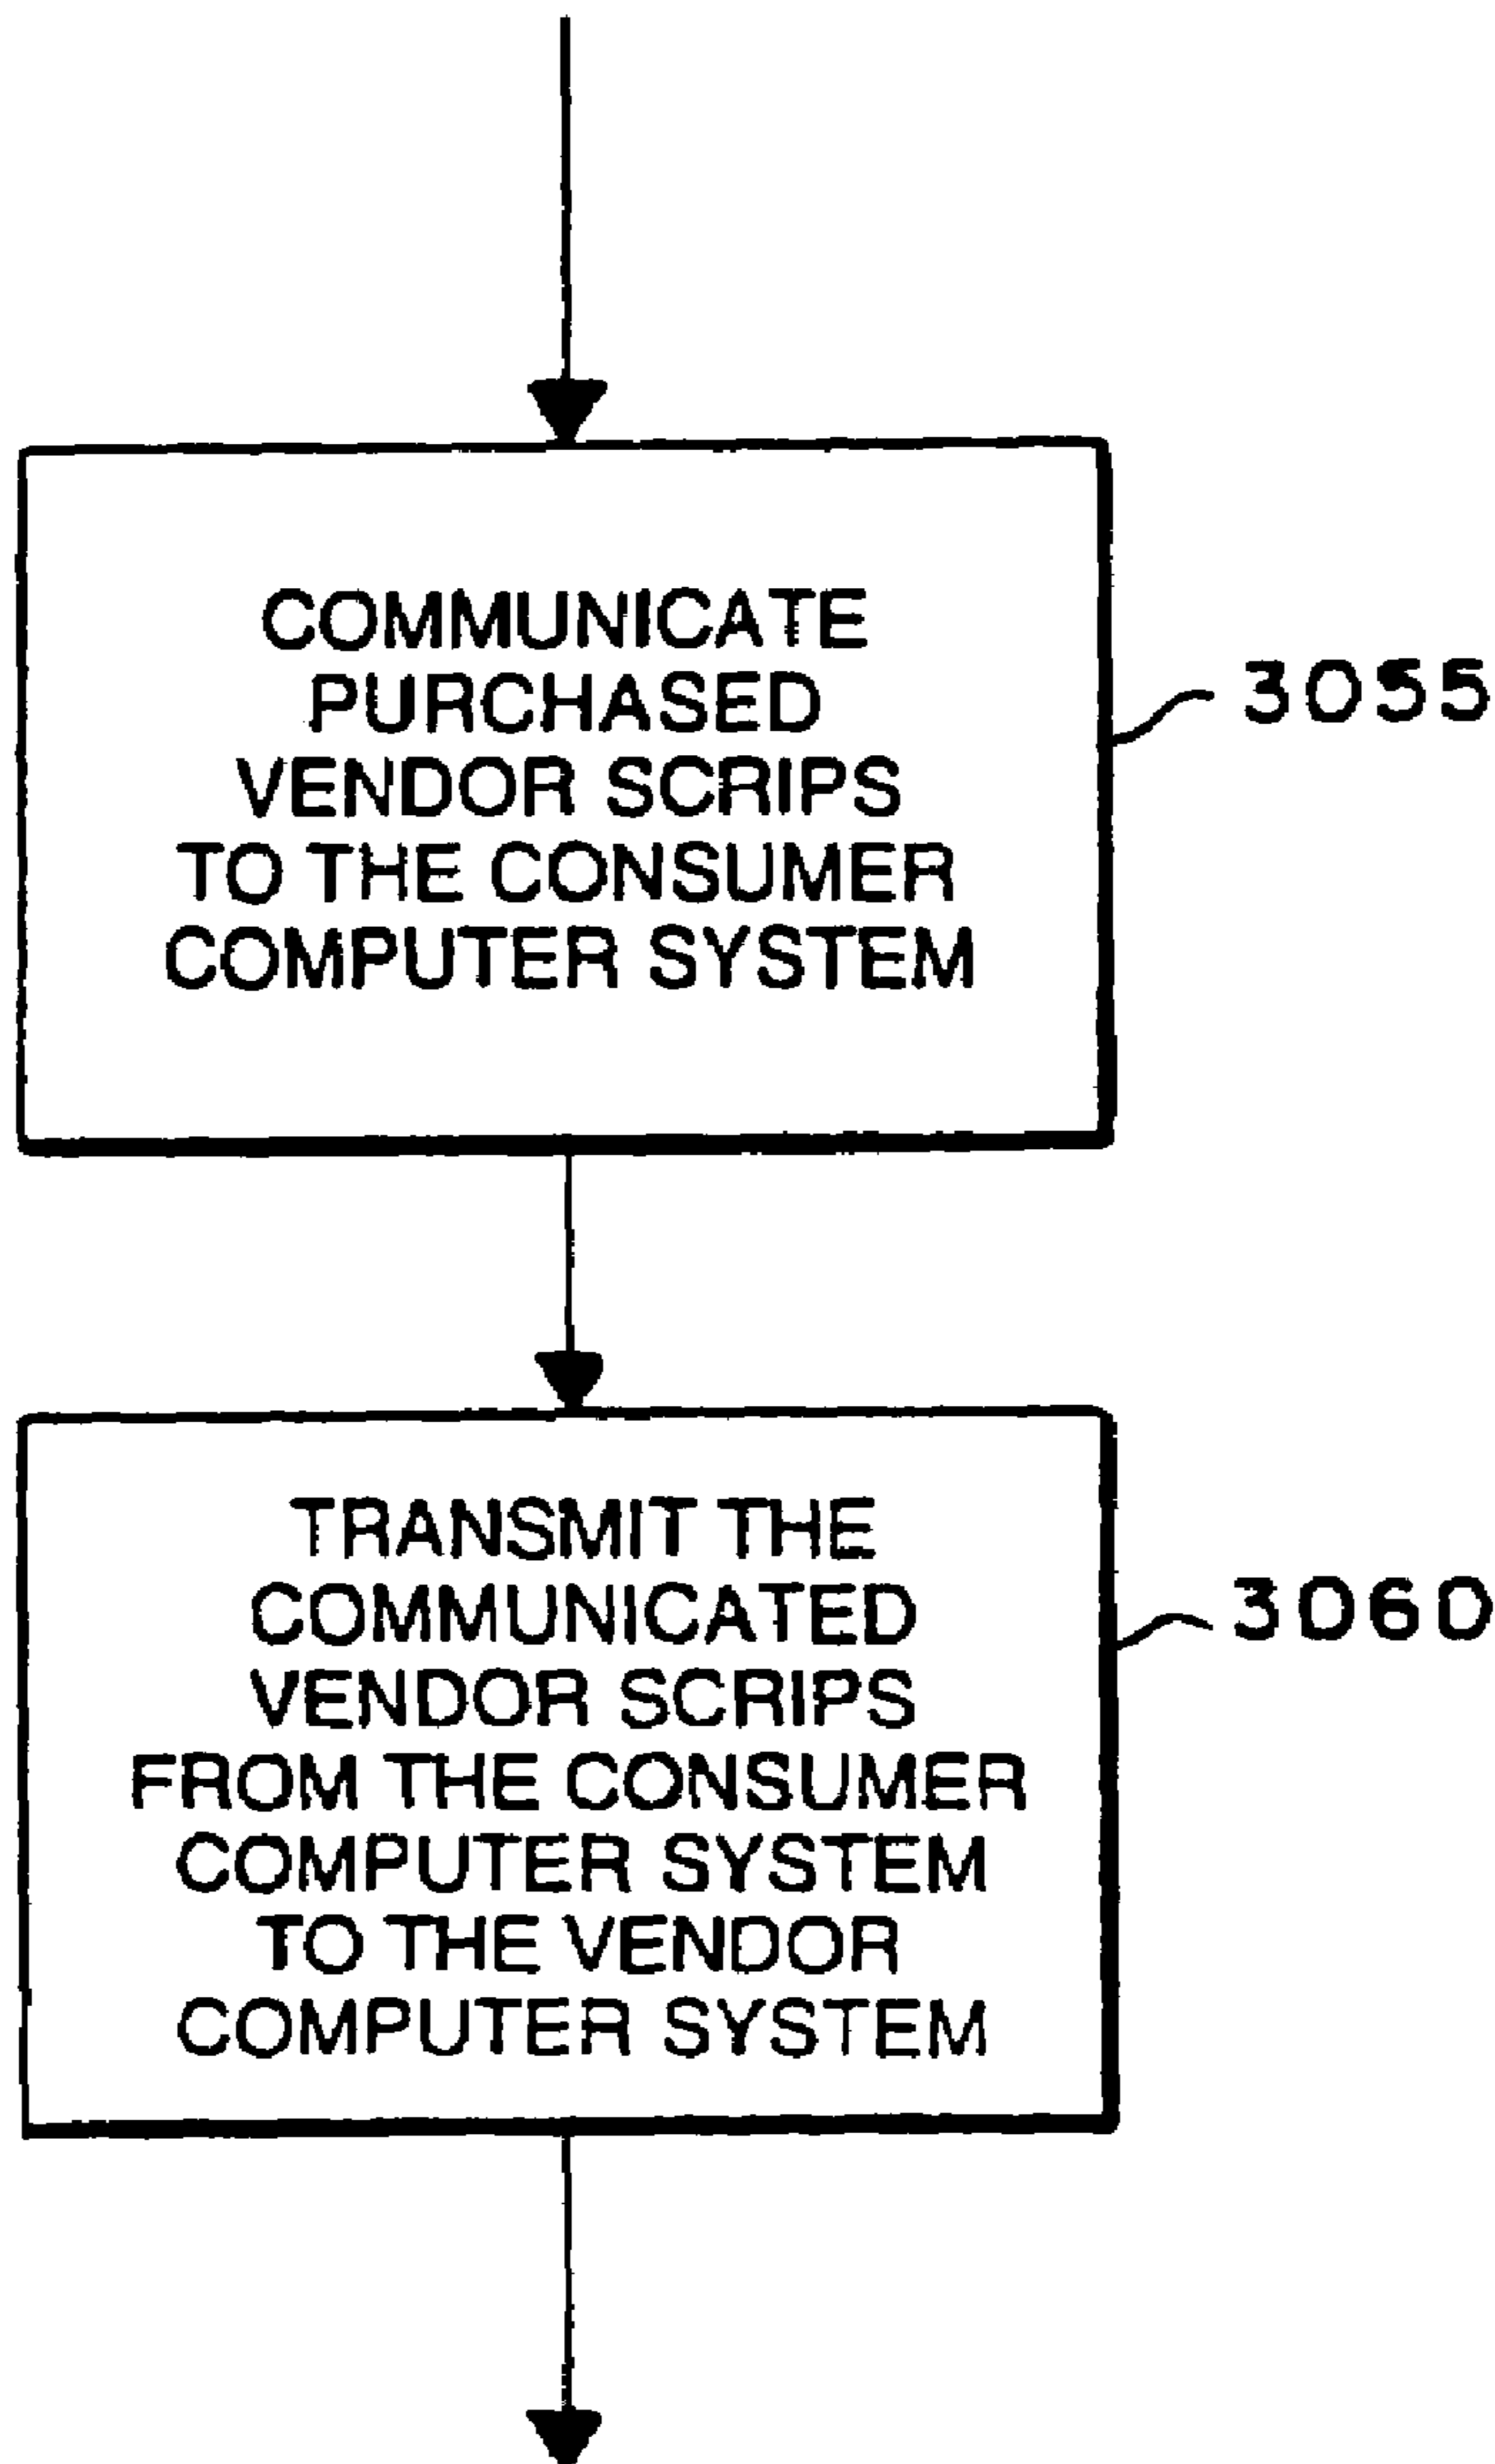 COMMUNICATE
PURCHASED
VENDOR SCRIPS
TO THE CONSUMER
COMPUTER SYSTEM
3055
TRANSMIT THE
COMMUNICATED
VENDOR SCRIPS
FROM THE CONSUMER
COMPUTER SYSTEM
TO THE VENDOR
COMPUTER SYSTEM
3060